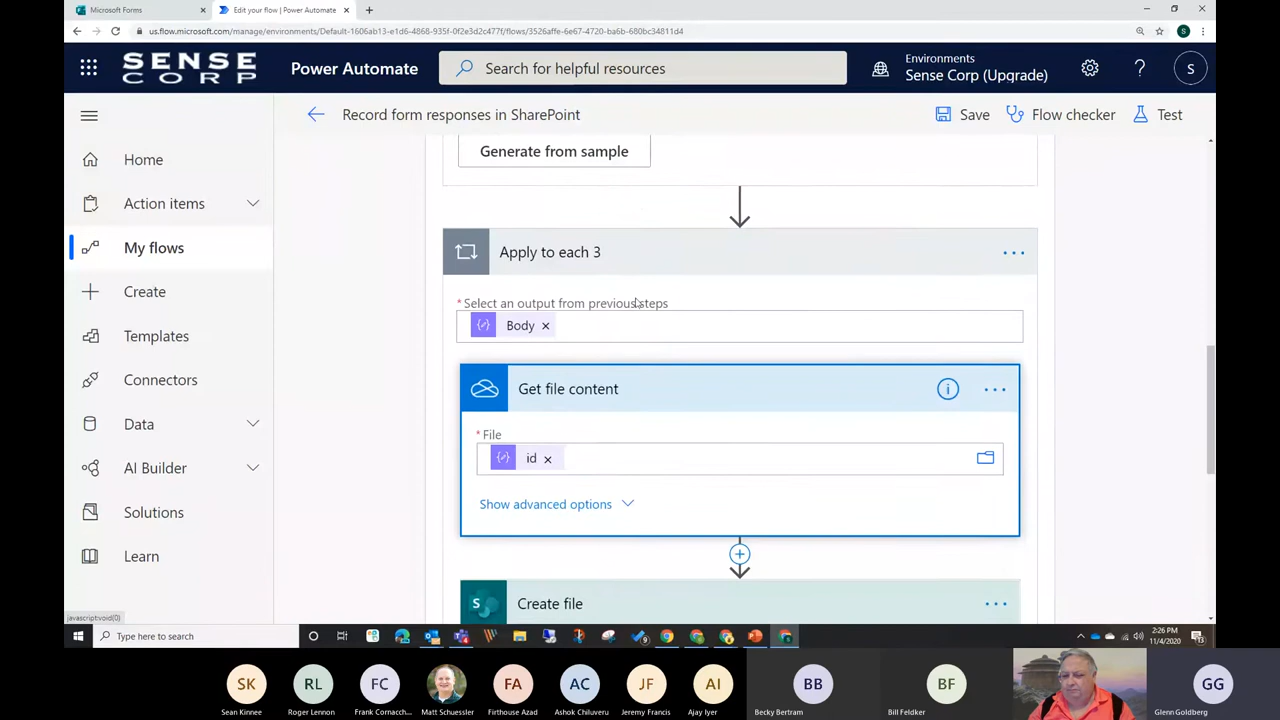 Microsoft Forms
Edit your flow | Power Automate
us.flow.microsoft.com/manage/environments/Default-1606ab13-e1d6-4868-935f-0f2e3d2c477f/flows/3526affe-6e67-4720-ba6b-680bc34811d4
S
SENSE
CORP
Power Automate
Search for helpful resources
Environments
Sense Corp (Upgrade)
S
Record form responses in SharePoint
Save
Flow checker
Test
Home
Action items
My flows
Create
Templates
Connectors
Data
AI Builder
Solutions
Learn
Generate from sample
Apply to each 3
* Select an output from previous steps
Body
Get file content
* File
id
Show advanced options
Create file
javascript:void(0)
Type here to search
2:26 PM
11/4/2020
SK
RL
FC
FA
AC
JF
AI
BB
BF
GG
Sean Kinnee
Roger Lennon
Frank Cornacch...
Matt Schuessler
Firthouse Azad
Ashok Chiluveru
Jeremy Francis
Ajay Iyer
Becky Bertram
Bill Feldker
Glenn Goldberg